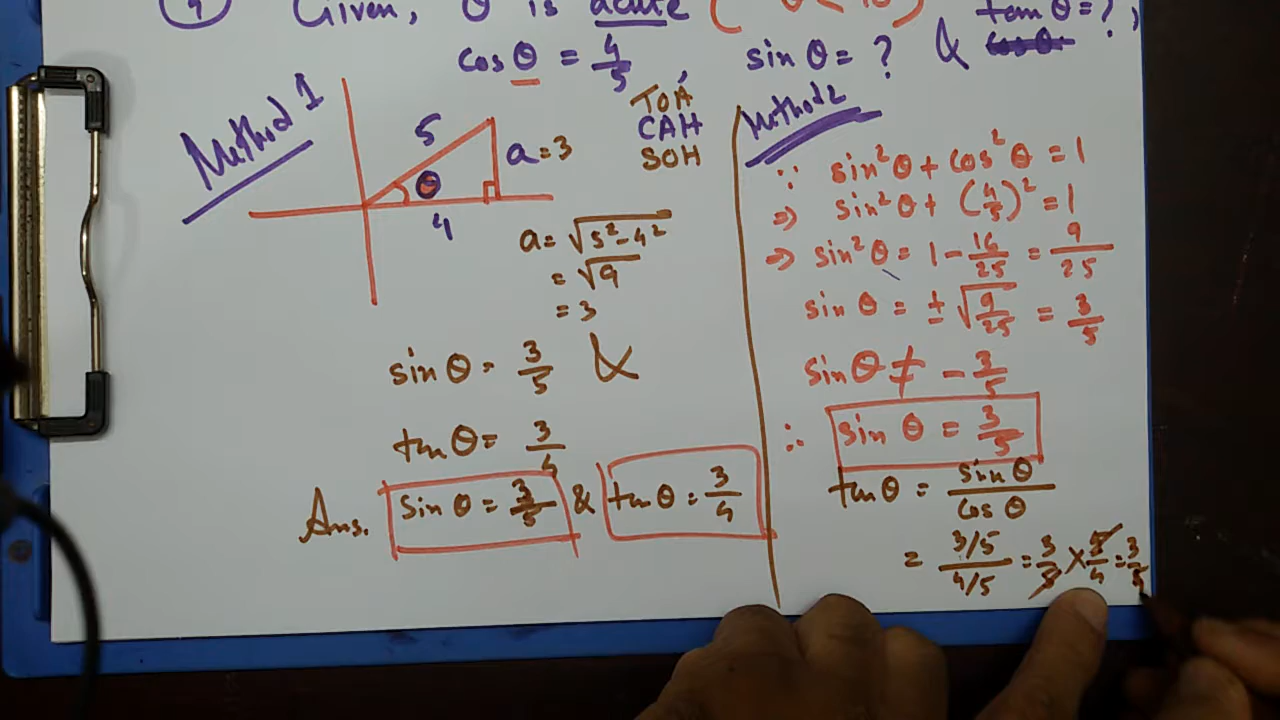 Given, θ is acute (
cos θ = 4/5 sin θ = ? & tan θ = ?,
Method 1
5
θ
4
a = 3
TOA
CAH
SOH
a = √5² - 4²
= √9
= 3
sin θ = 3/5 &
tan θ = 3/4
Ans. sin θ = 3/5 & tan θ = 3/4
Method 2
∵ sin²θ + cos²θ = 1
⇒ sin²θ + (4/5)² = 1
⇒ sin²θ = 1 - 16/25 = 9/25
sin θ = ± √9/25 = 3/5
sin θ ≠ - 3/5
∴ sin θ = 3/5
tan θ = sin θ/cos θ
= 3/5/4/5 = 3/5 × 5/4 = 3/4